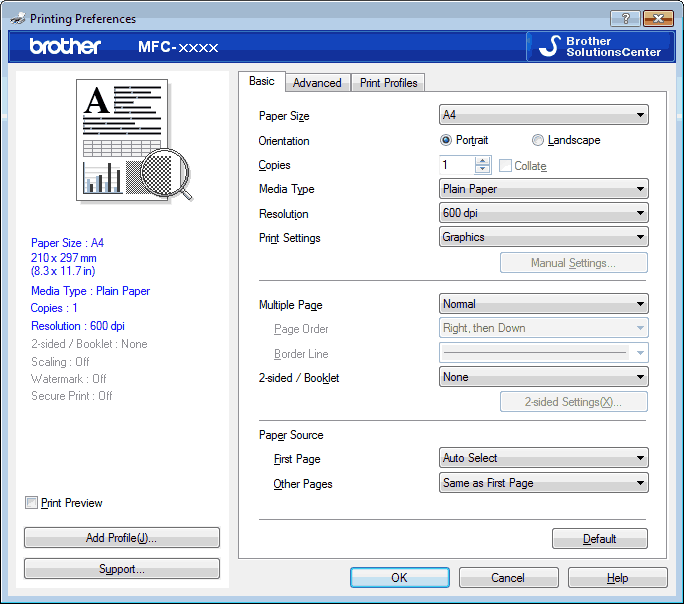 Printing Preferences
?
brother MFC-xxxx
Brother
SolutionsCenter
A
Paper Size : A4
210 x 297 mm
(8.3 x 11.7 in)
Media Type : Plain Paper
Copies : 1
Resolution : 600 dpi
2-sided / Booklet : None
Scaling : Off
Watermark : Off
Secure Print : Off
Print Preview
Add Profile(J)...
Support...
Basic Advanced Print Profiles
Paper Size A4
Orientation Portrait Landscape
Copies 1 Collate
Media Type Plain Paper
Resolution 600 dpi
Print Settings Graphics
Manual Settings...
Multiple Page Normal
Page Order Right, then Down
Border Line
2-sided / Booklet None
2-sided Settings(X)...
Paper Source
First Page Auto Select
Other Pages Same as First Page
Default
OK Cancel Help